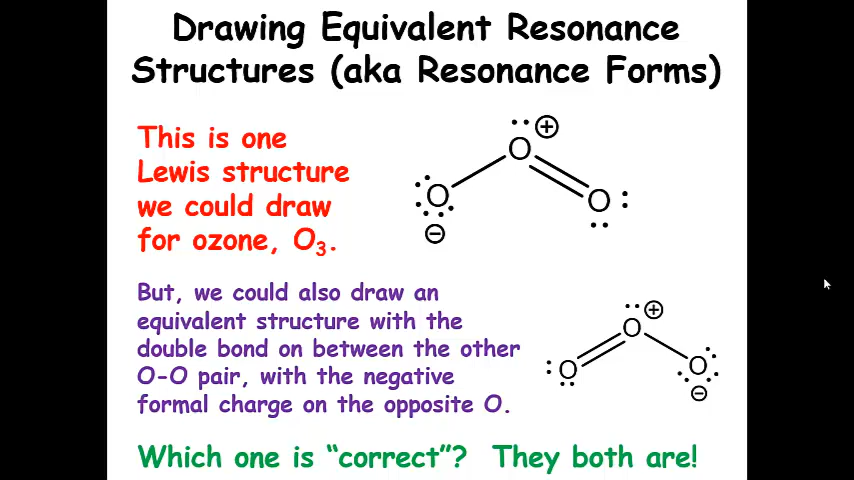 Drawing Equivalent Resonance
Structures (aka Resonance Forms)
This is one
Lewis structure
we could draw
for ozone, O₃.
O ⊕
O
O
⊖
But, we could also draw an
equivalent structure with the
double bond on between the other
O-O pair, with the negative
formal charge on the opposite O.
O ⊕
O
O
⊖
Which one is “correct”? They both are!